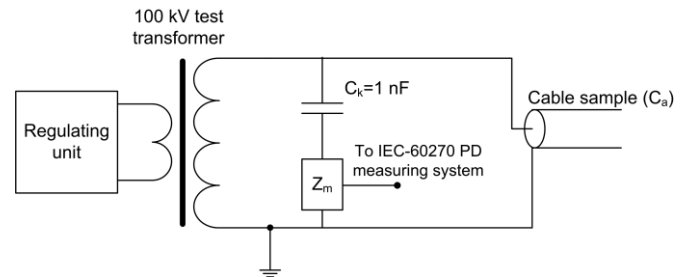 100 kV test
transformer
Regulating
unit
Cₖ=1 nF
Zₘ
To IEC-60270 PD
measuring system
Cable sample (Cₐ)